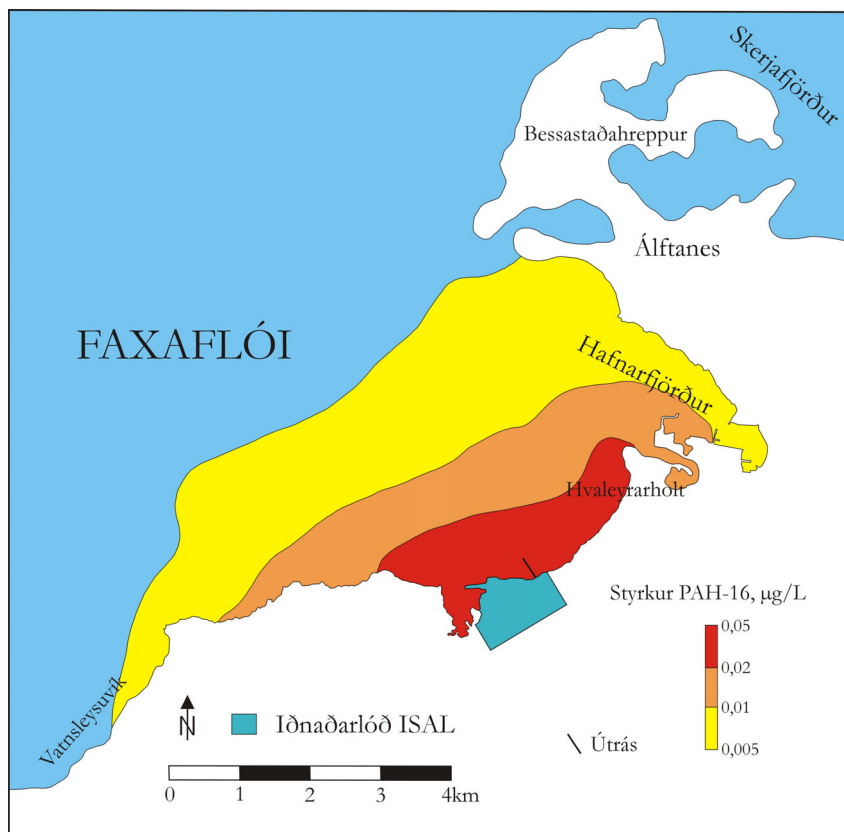 Skerjafjörður
Bessastaðahreppur
Álftanes
FAXAFLÓI
Hafnarfjörður
Hvaleyrarholt
Styrkur PAH-16, µg/L
0,05
0,02
0,01
0,005
Vatnsleysuvík
N
Iðnaðarlóð ISAL
Útrás
0 1 2 3 4km